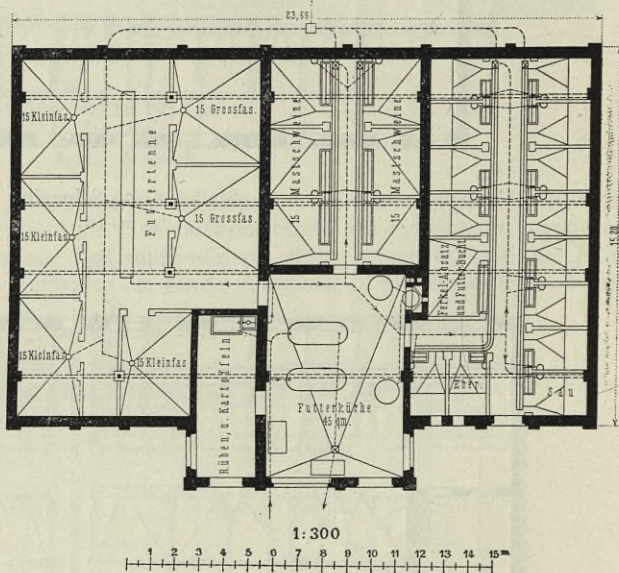 23,69
15 Kleinfas.
15 Grossfas.
Futtertenne
15 Mastschweine
15 Mastschweine
15 Kleinfas.
15 Grossfas.
15,20
Ferkel-Absatz
und Futter Bucht
15 Kleinfas
15 Kleinfas
Rüben, u. Kartoffeln
Futterküche
45 qm.
Eber
Sau
1:300
1 2 3 4 5 6 7 8 9 10 11 12 13 14 15 m